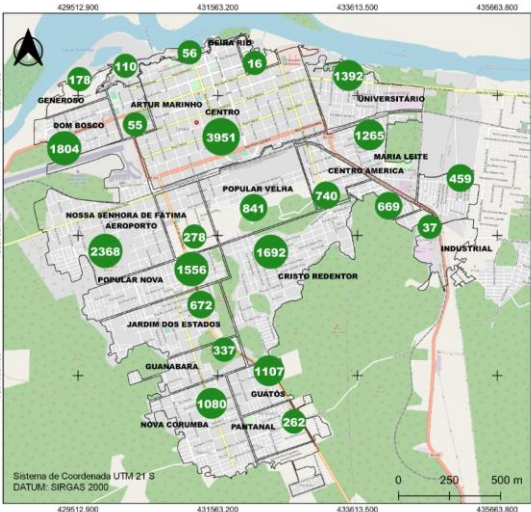 429512.900 431563.200 433613.500 435663.800
BEIRA RIO
56
110
16
1392
178
GENEROSO
ARTUR MARINHO
UNIVERSITÁRIO
CENTRO
DOM BOSCO
55
3951
1265
1804
MARIA LEITE
CENTRO AMERICA
459
POPULAR VELHA
740
841
669
NOSSA SENHORA DE FÁTIMA
AEROPORTO
278
37
2368
1692
INDUSTRIAL
1556
POPULAR NOVA
CRISTO REDENTOR
672
JARDIM DOS ESTADOS
337
GUANABARA
1107
GUATÓS
1080
NOVA CORUMBA
PANTANAL
262
Sistema de Coordenada UTM 21 S
DATUM: SIRGAS 2000
0 250 500 m
429512.900 431563.200 433613.500 435663.800